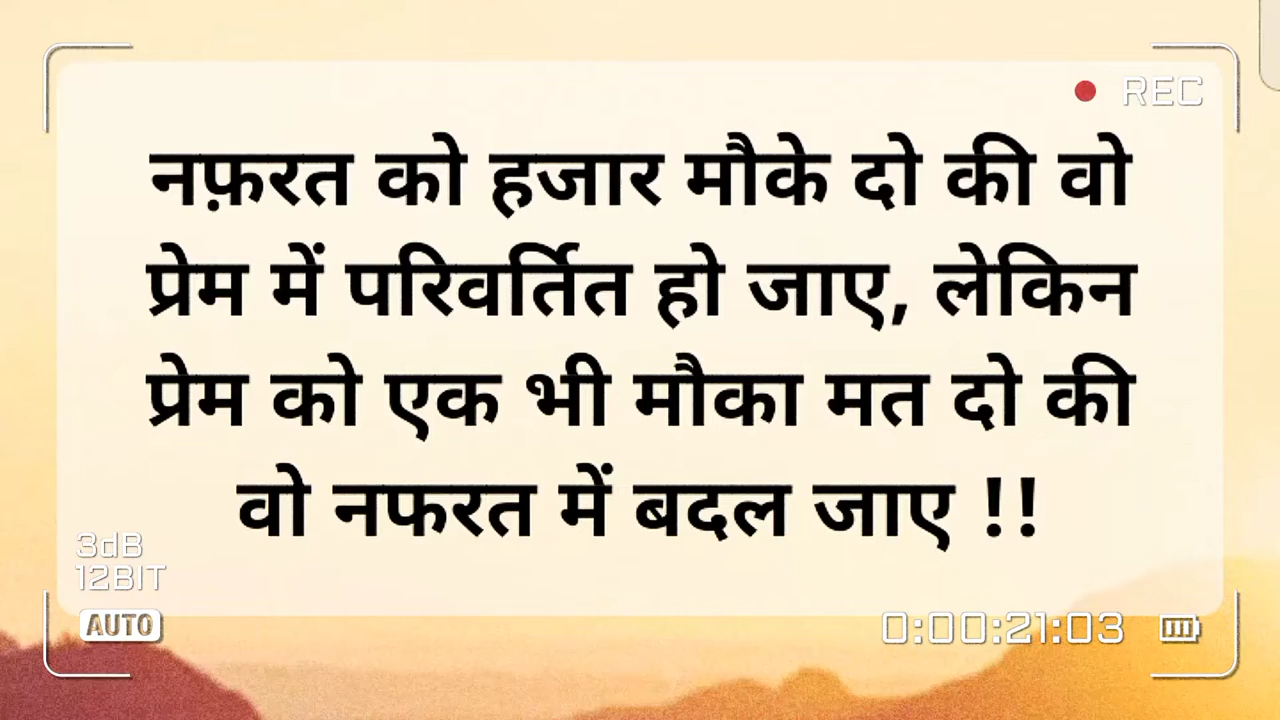 REC
नफ़रत को हजार मौके दो की वो
प्रेम में परिवर्तित हो जाए, लेकिन
प्रेम को एक भी मौका मत दो की
वो नफरत में बदल जाए !!
3dB
12BIT
AUTO
0:00:21:03